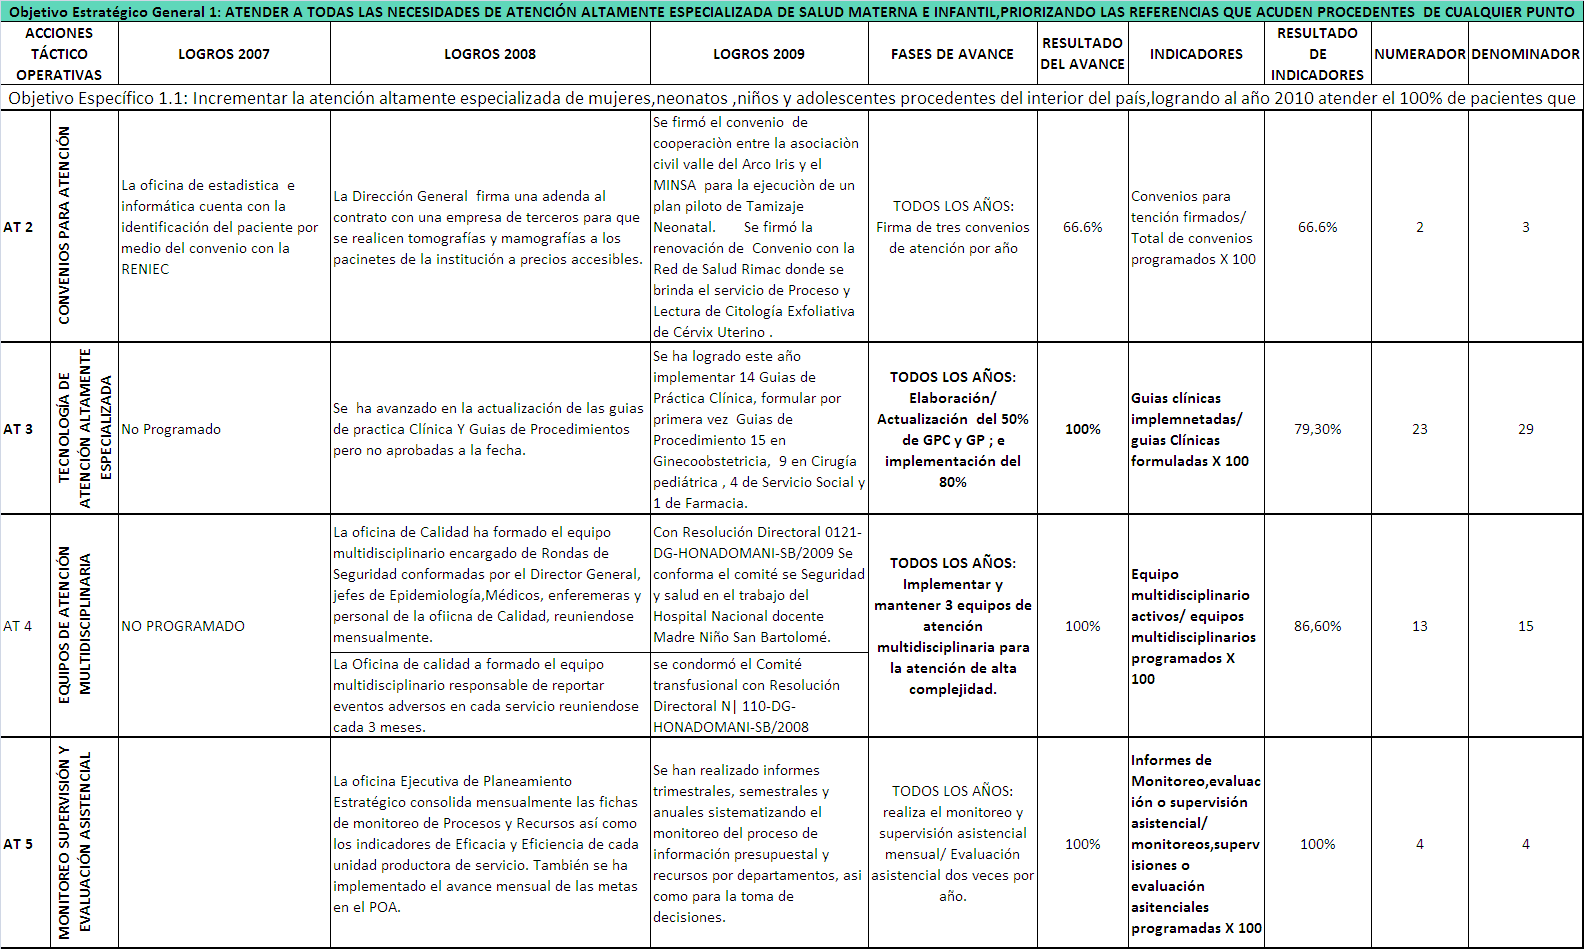 Objetivo Estratégico General 1: ATENDER A TODAS LAS NECESIDADES DE ATENCIÓN ALTAMENTE ESPECIALIZADA DE SALUD MATERNA E INFANTIL,PRIORIZANDO LAS REFERENCIAS QUE ACUDEN PROCEDENTES DE CUALQUIER PUNTO
ACCIONES
TÁCTICO
OPERATIVAS
LOGROS 2007
LOGROS 2008
LOGROS 2009
FASES DE AVANCE
RESULTADO
DEL AVANCE
INDICADORES
RESULTADO
DE
INDICADORES
NUMERADOR
DENOMINADOR
Objetivo Específico 1.1: Incrementar la atención altamente especializada de mujeres,neonatos ,niños y adolescentes procedentes del interior del país,logrando al año 2010 atender el 100% de pacientes que
AT 2
CONVENIOS PARA ATENCIÓN
La oficina de estadistica e
informática cuenta con la
identificación del paciente por
medio del convenio con la
RENIEC
La Dirección General firma una adenda al
contrato con una empresa de terceros para que
se realicen tomografías y mamografías a los
pacinetes de la institución a precios accesibles.
Se firmó el convenio de
cooperaciòn entre la asociaciòn
civil valle del Arco Iris y el
MINSA para la ejecuciòn de un
plan piloto de Tamizaje
Neonatal. Se firmó la
renovación de Convenio con la
Red de Salud Rimac donde se
brinda el servicio de Proceso y
Lectura de Citología Exfoliativa
de Cérvix Uterino .
TODOS LOS AÑOS:
Firma de tres convenios
de atención por año
66.6%
Convenios para
tención firmados/
Total de convenios
programados X 100
66.6%
2
3
AT 3
TECNOLOGÍA DE
ATENCIÓN ALTAMENTE
ESPECIALIZADA
No Programado
Se ha avanzado en la actualización de las guias
de practica Clínica Y Guias de Procedimientos
pero no aprobadas a la fecha.
Se ha logrado este año
implementar 14 Guias de
Práctica Clínica, formular por
primera vez Guias de
Procedimiento 15 en
Ginecoobstetricia, 9 en Cirugía
pediátrica , 4 de Servicio Social y
1 de Farmacia.
TODOS LOS AÑOS:
Elaboración/
Actualización del 50%
de GPC y GP ; e
implementación del
80%
100%
Guias clínicas
implemnetadas/
guias Clínicas
formuladas X 100
79,30%
23
29
AT 4
EQUIPOS DE ATENCIÓN
MULTIDISCIPLINARIA
NO PROGRAMADO
La oficina de Calidad ha formado el equipo
multidisciplinario encargado de Rondas de
Seguridad conformadas por el Director General,
jefes de Epidemiología,Médicos, enferemeras y
personal de la ofiicna de Calidad, reuniendose
mensualmente.
La Oficina de calidad a formado el equipo
multidisciplinario responsable de reportar
eventos adversos en cada servicio reuniendose
cada 3 meses.
Con Resolución Directoral 0121-
DG-HONADOMANI-SB/2009 Se
conforma el comité se Seguridad
y salud en el trabajo del
Hospital Nacional docente
Madre Niño San Bartolomé.
se condormó el Comité
transfusional con Resolución
Directoral N| 110-DG-
HONADOMANI-SB/2008
TODOS LOS AÑOS:
Implementar y
mantener 3 equipos de
atención
multidisciplinaria para
la atención de alta
complejidad.
100%
Equipo
multidisciplinario
activos/ equipos
multidisciplinarios
programados X
100
86,60%
13
15
AT 5
MONITOREO SUPERVISIÓN Y
EVALUACIÓN ASISTENCIAL
La oficina Ejecutiva de Planeamiento
Estratégico consolida mensualmente las fichas
de monitoreo de Procesos y Recursos así como
los indicadores de Eficacia y Eficiencia de cada
unidad productora de servicio. También se ha
implementado el avance mensual de las metas
en el POA.
Se han realizado informes
trimestrales, semestrales y
anuales sistematizando el
monitoreo del proceso de
información presupuestal y
recursos por departamentos, asi
como para la toma de
decisiones.
TODOS LOS AÑOS:
realiza el monitoreo y
supervisión asistencial
mensual/ Evaluación
asistencial dos veces por
año.
100%
Informes de
Monitoreo,evaluac
ión o supervisión
asistencial/
monitoreos,superv
isiones o
evaluación
asitenciales
programadas X 100
100%
4
4